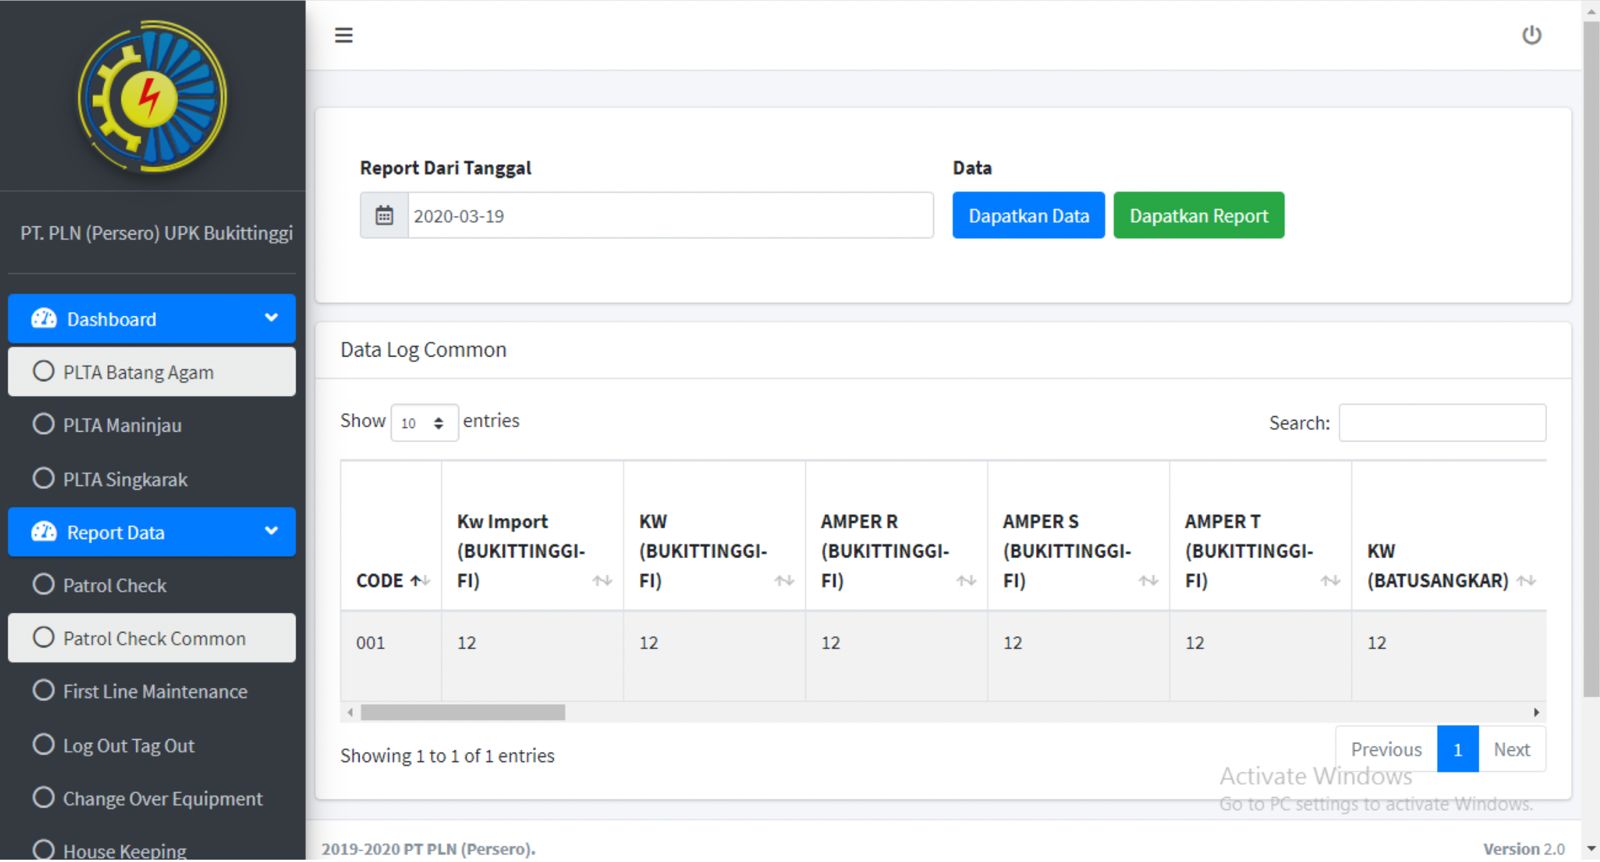 PT. PLN (Persero) UPK Bukittinggi
Dashboard
PLTA Batang Agam
PLTA Maninjau
PLTA Singkarak
Report Data
Patrol Check
Patrol Check Common
First Line Maintenance
Log Out Tag Out
Change Over Equipment
House Keeping
Report Dari Tanggal
2020-03-19
Data
Dapatkan Data
Dapatkan Report
Data Log Common
Show 10 entries
Search:
CODE
Kw Import
(BUKITTINGGI-
FI)
KW
(BUKITTINGGI-
FI)
AMPER R
(BUKITTINGGI-
FI)
AMPER S
(BUKITTINGGI-
FI)
AMPER T
(BUKITTINGGI-
FI)
KW
(BATUSANGKAR)
001 12 12 12 12 12 12
Showing 1 to 1 of 1 entries
Previous 1 Next
Activate Windows
Go to PC settings to activate Windows.
2019-2020 PT PLN (Persero).
Version 2.0